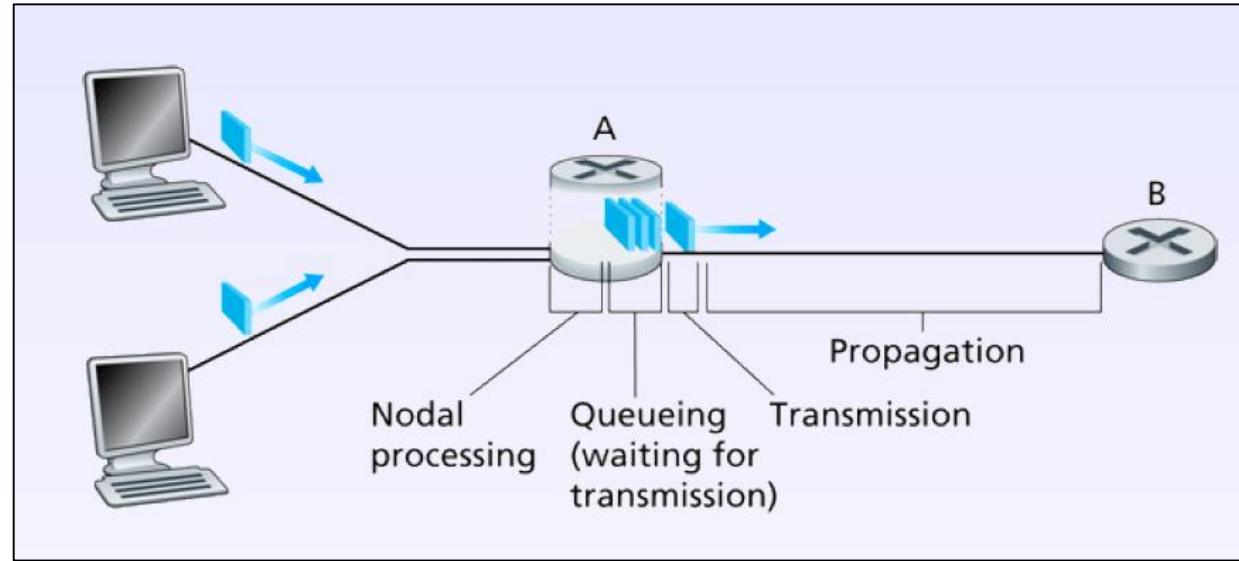 A
B
Propagation
Nodal
processing
Queueing
(waiting for
transmission)
Transmission